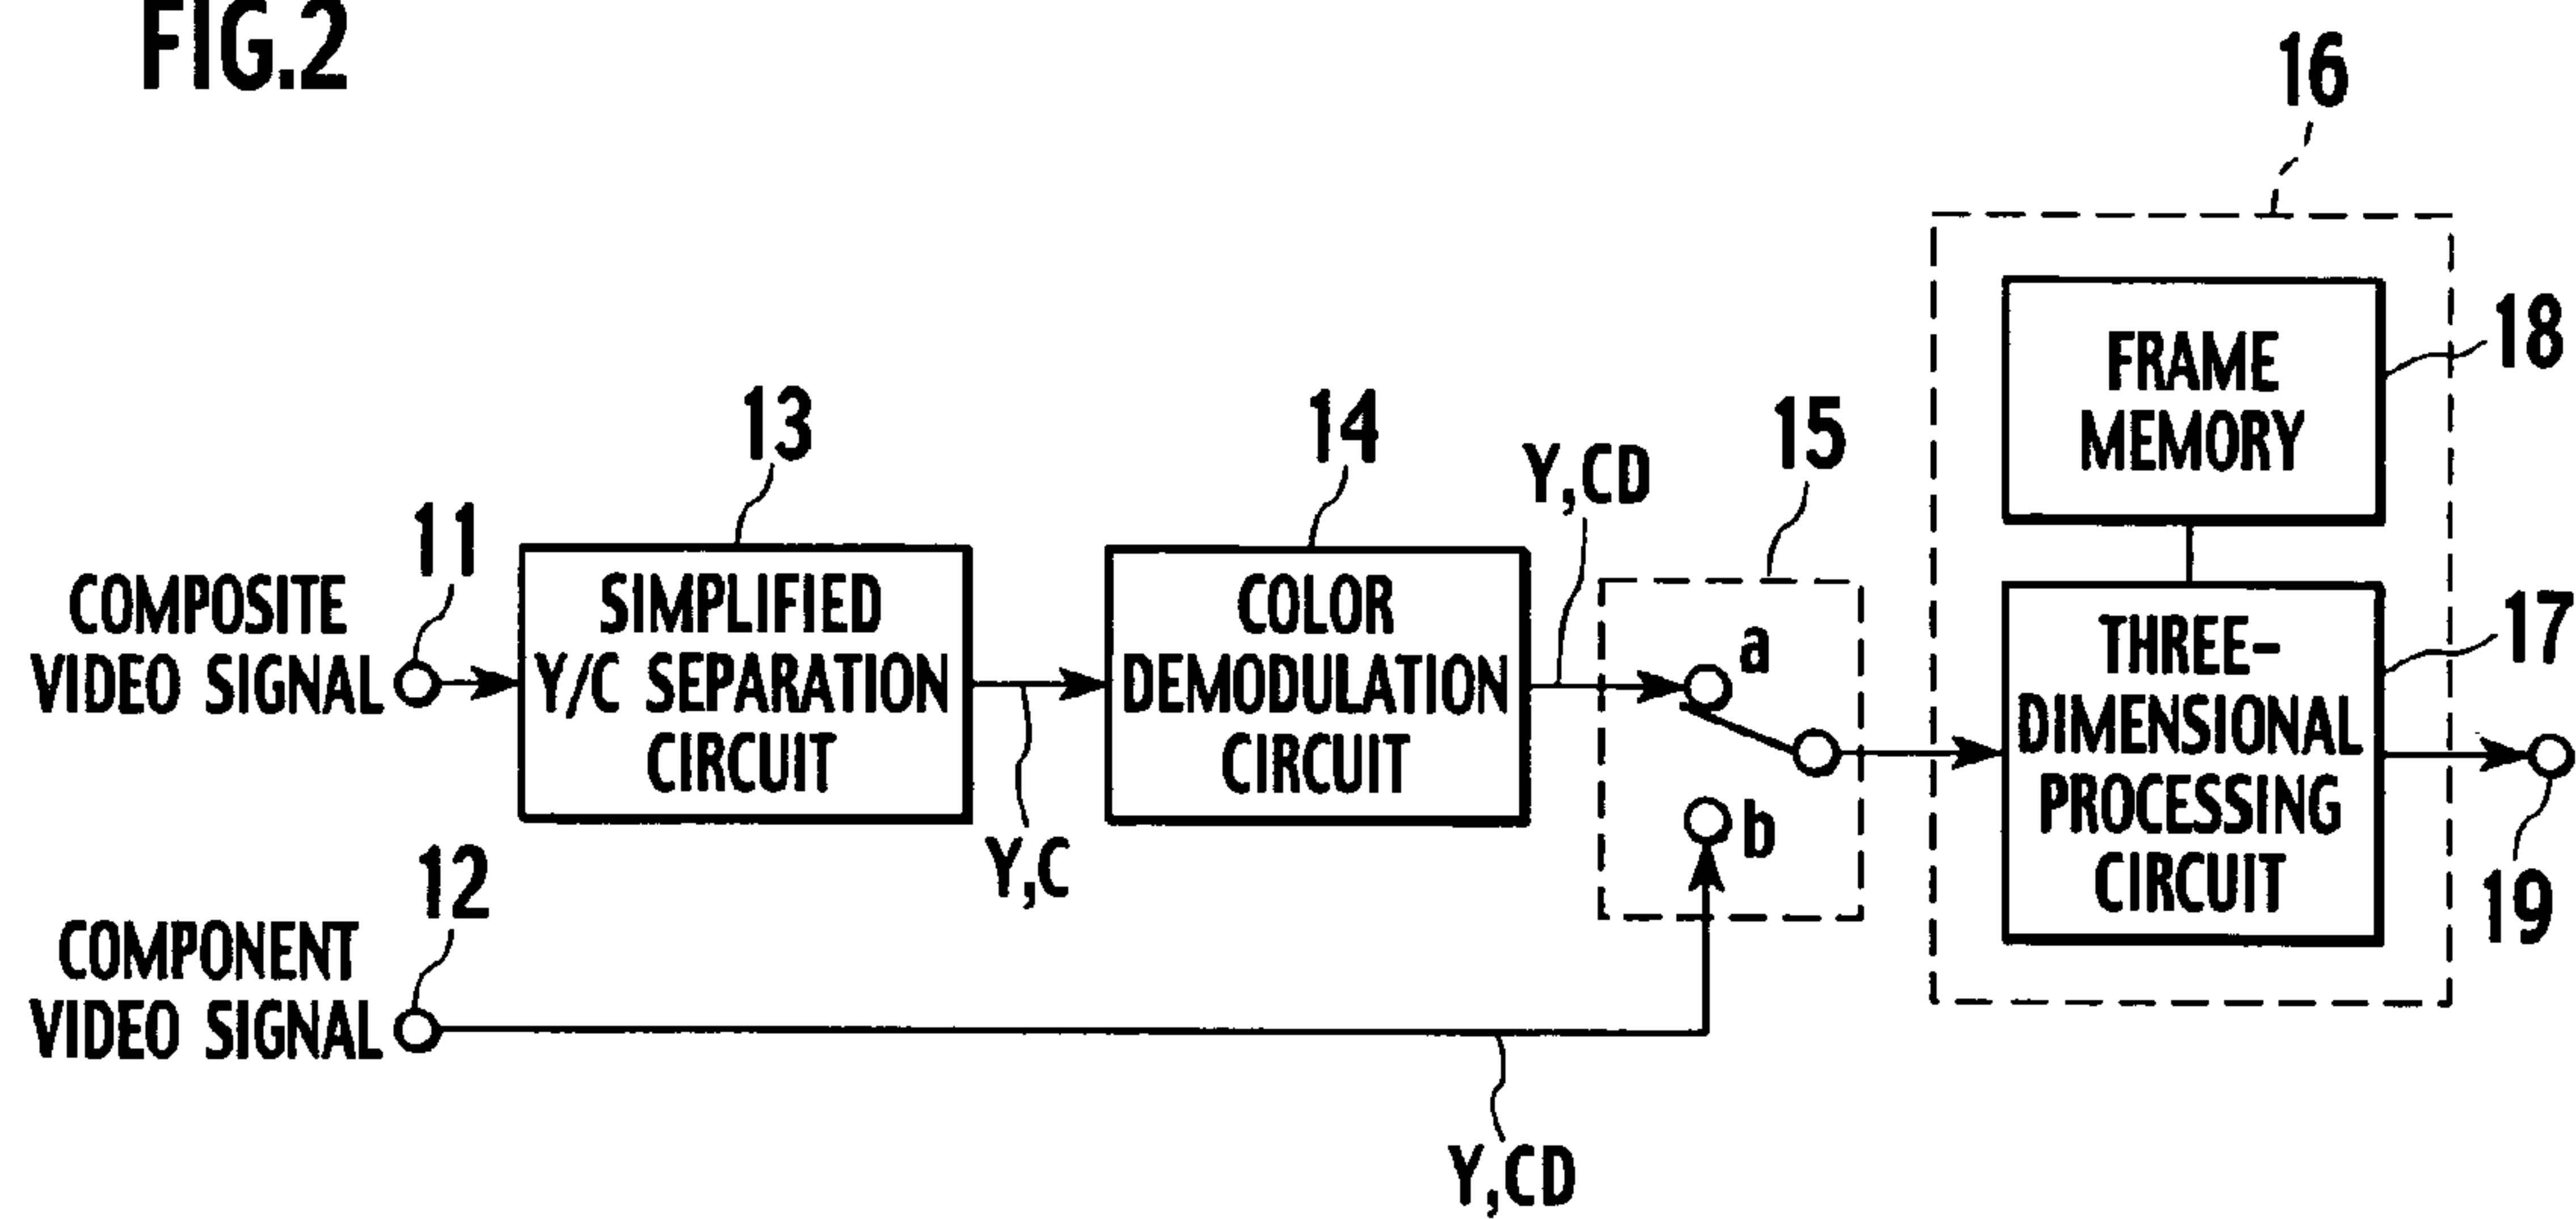 FIG.2
16
FRAME
MEMORY
18
13
14
15
Y,CD
11
COMPOSITE
VIDEO SIGNAL
SIMPLIFIED
Y/C SEPARATION
CIRCUIT
COLOR
DEMODULATION
CIRCUIT
a
b
THREE-
DIMENSIONAL
PROCESSING
CIRCUIT
17
19
Y,C
12
COMPONENT
VIDEO SIGNAL
Y,CD